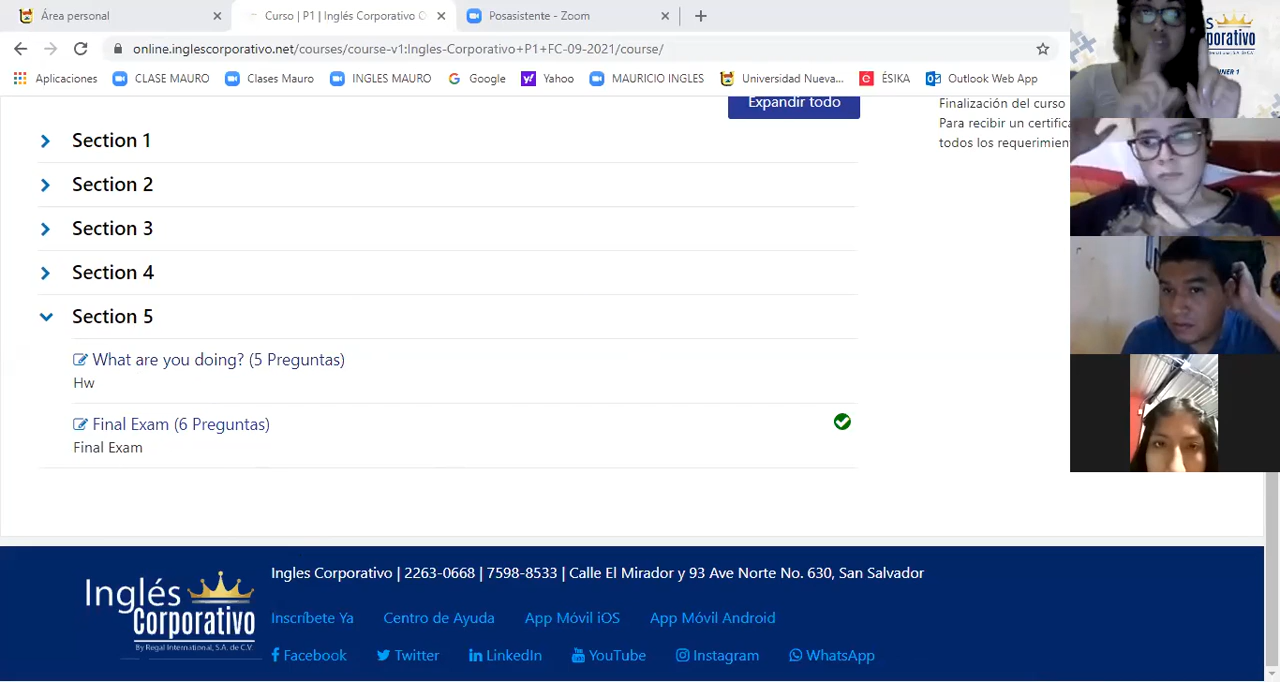 Área personal
Curso | P1 | Inglés Corporativo
Posasistente - Zoom
online.inglescorporativo.net/courses/course-v1:Ingles-Corporativo+P1+FC-09-2021/course/
Aplicaciones CLASE MAURO Clases Mauro INGLES MAURO Google Yahoo MAURICIO INGLES Universidad Nueva... ÉSIKA Outlook Web App
Expandir todo
Finalización del curso
Para recibir un certifica
todos los requerimien
Section 1
Section 2
Section 3
Section 4
Section 5
What are you doing? (5 Preguntas)
Hw
Final Exam (6 Preguntas)
Final Exam
Inglés
Corporativo
By Regal International, S.A. de C.V.
Ingles Corporativo | 2263-0668 | 7598-8533 | Calle El Mirador y 93 Ave Norte No. 630, San Salvador
Inscríbete Ya Centro de Ayuda App Móvil iOS App Móvil Android
Facebook Twitter LinkedIn YouTube Instagram WhatsApp